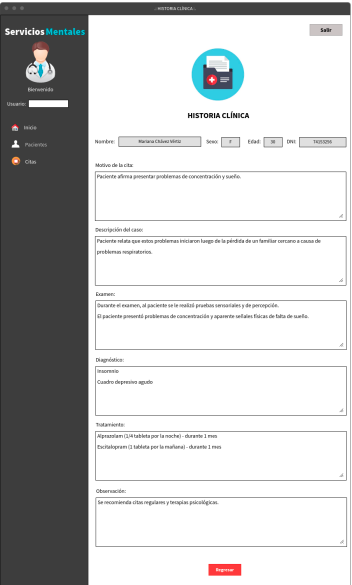 .: HISTORIA CLÍNICA :.
Salir
ServiciosMentales
Bienvenido
Usuario:
Inicio
Pacientes
Citas
HISTORIA CLÍNICA
Nombre: Mariana Chávez Wirtz Sexo: F Edad: 30 DNI: 74153256
Motivo de la cita:
Paciente afirma presentar problemas de concentración y sueño.
Descripción del caso:
Paciente relata que estos problemas iniciaron luego de la pérdida de un familiar cercano a causa de
problemas respiratorios.
Examen:
Durante el examen, al paciente se le realizó pruebas sensoriales y de percepción.
El paciente presentó problemas de concentración y aparente señales físicas de falta de sueño.
Diagnóstico:
Insomnio
Cuadro depresivo agudo
Tratamiento:
Alprazolam (1/4 tableta por la noche) - durante 1 mes
Escitalopram (1 tableta por la mañana) - durante 1 mes
Observación:
Se recomienda citas regulares y terapias psicológicas.
Regresar